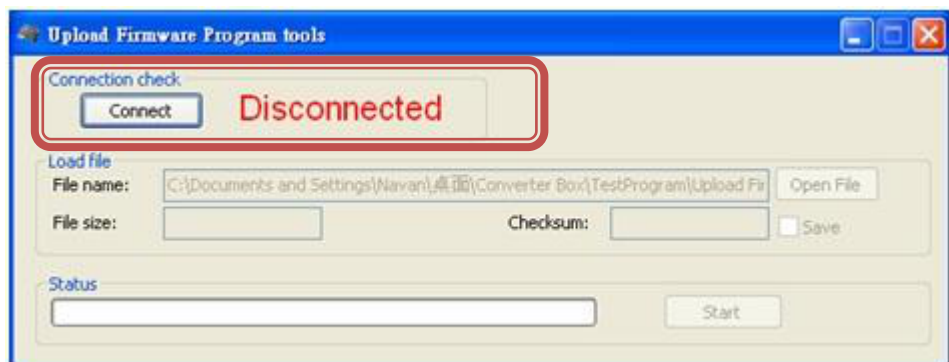 Upload Firmware Program tools
Connection check
Connect Disconnected
Load file
File name: C:\Documents and Settings\Navan\桌面\Converter Box\TestProgram\Upload Fir Open File
File size: Checksum: Save
Status
Start